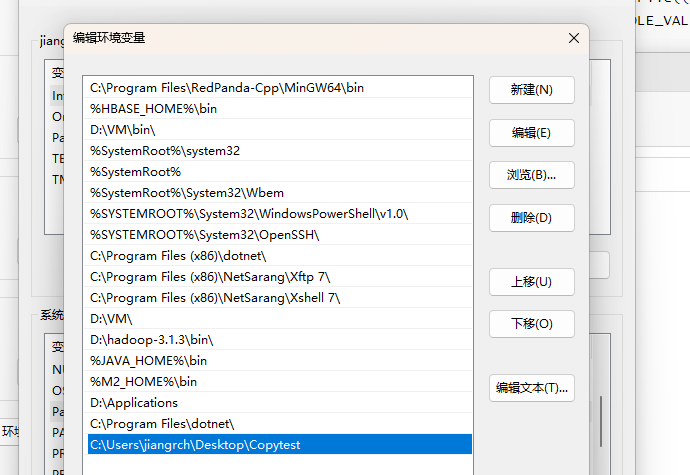 DLE_VAL
jiang
编辑环境变量
变
In
On
Pa
TE
TM
C:\Program Files\RedPanda-Cpp\MinGW64\bin
%HBASE_HOME%\bin
D:\VM\bin\
%SystemRoot%\system32
%SystemRoot%
%SystemRoot%\System32\Wbem
%SYSTEMROOT%\System32\WindowsPowerShell\v1.0\
%SYSTEMROOT%\System32\OpenSSH\
C:\Program Files (x86)\dotnet\
C:\Program Files (x86)\NetSarang\Xftp 7\
C:\Program Files (x86)\NetSarang\Xshell 7\
D:\VM\
D:\hadoop-3.1.3\bin\
%JAVA_HOME%\bin
%M2_HOME%\bin
D:\Applications
C:\Program Files\dotnet\
C:\Users\jiangrch\Desktop\Copytest
新建(N)
编辑(E)
浏览(B)...
删除(D)
上移(U)
下移(O)
编辑文本(T)...
系统
变
NU
OS
Pa
PA
PR
环境